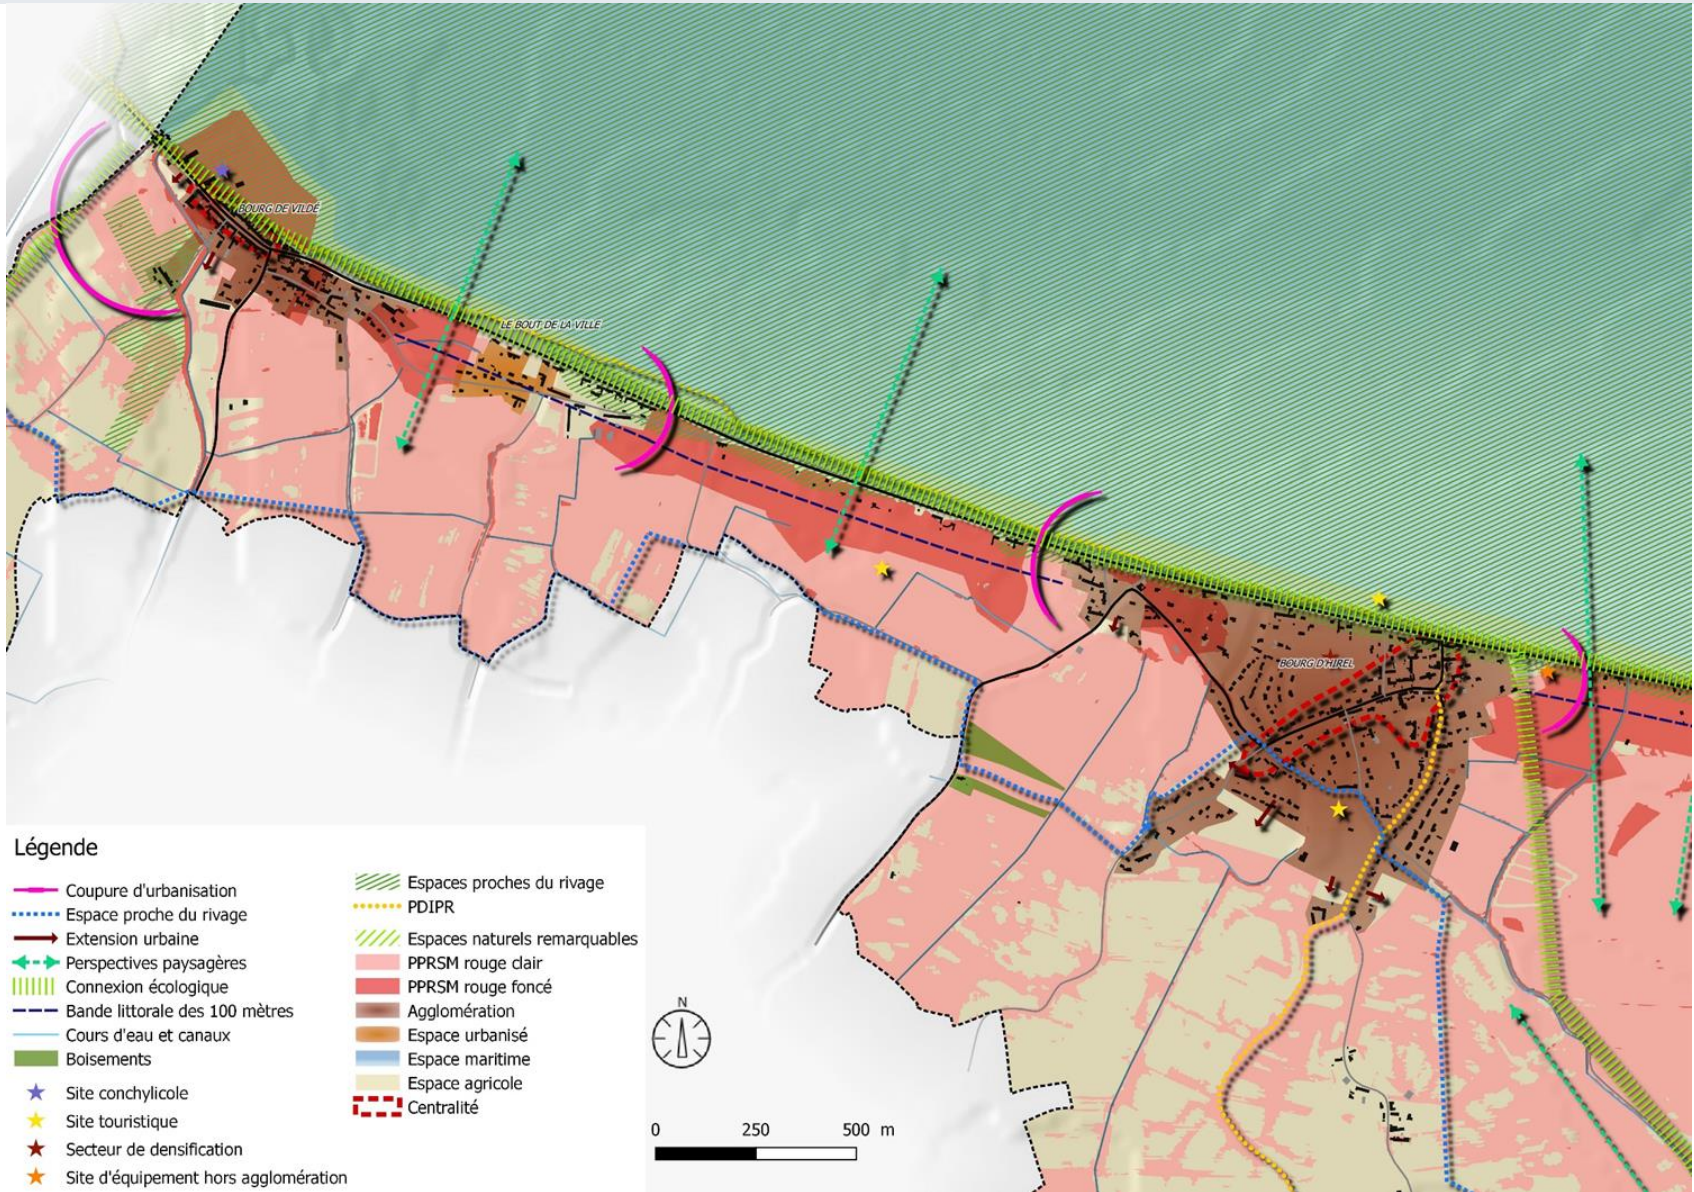 BOURG DE VILDÉ
LE BOUT DE LA VILLE
BOURG D'HIREL
Légende
Coupure d'urbanisation
Espace proche du rivage
Extension urbaine
Perspectives paysagères
Connexion écologique
Bande littorale des 100 mètres
Cours d'eau et canaux
Boisements
Site conchylicole
Site touristique
Secteur de densification
Site d'équipement hors agglomération
Espaces proches du rivage
PDIPR
Espaces naturels remarquables
PPRSM rouge clair
PPRSM rouge foncé
Agglomération
Espace urbanisé
Espace maritime
Espace agricole
Centralité
N
0 250 500 m